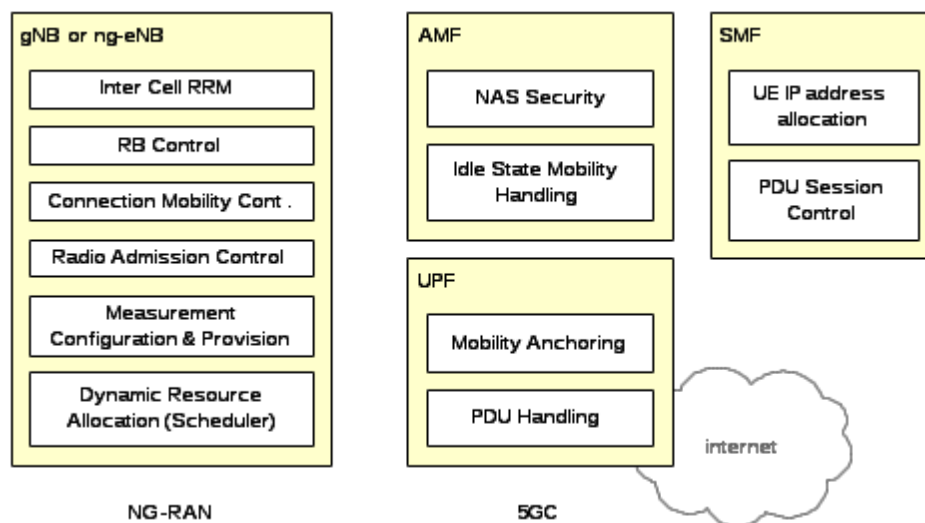 gNB or ng-eNB
Inter Cell RRM
RB Control
Connection Mobility Cont .
Radio Admission Control
Measurement
Configuration & Provision
Dynamic Resource
Allocation (Scheduler)
NG-RAN
AMF
NAS Security
Idle State Mobility
Handling
UPF
Mobility Anchoring
PDU Handling
5GC
SMF
UE IP address
allocation
PDU Session
Control
internet